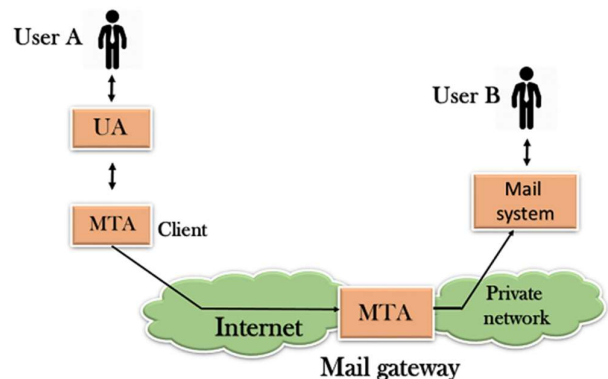 User A
UA
MTA
Client
Internet
MTA
Mail gateway
User B
Mail
system
Private
network